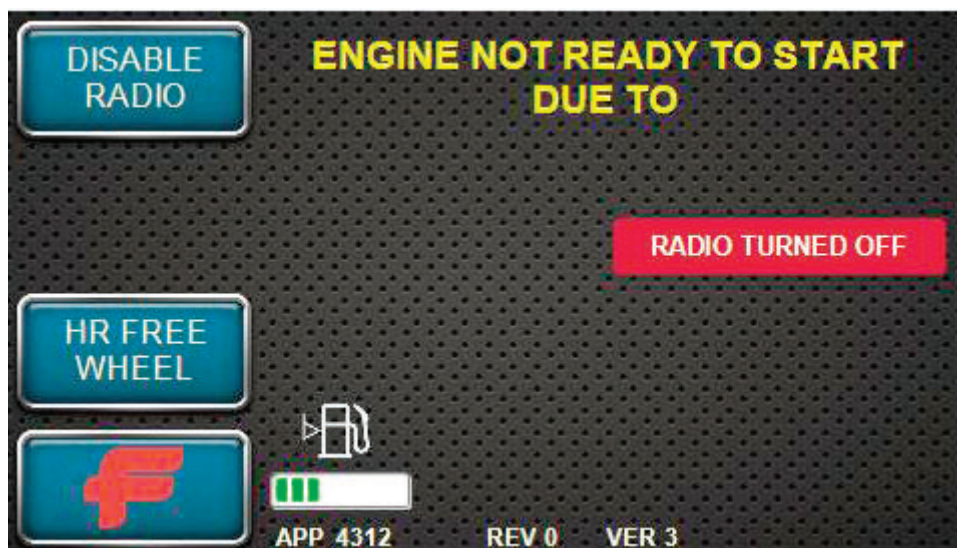 DISABLE
RADIO
ENGINE NOT READY TO START
DUE TO
RADIO TURNED OFF
HR FREE
WHEEL
APP 4312 REV 0 VER 3